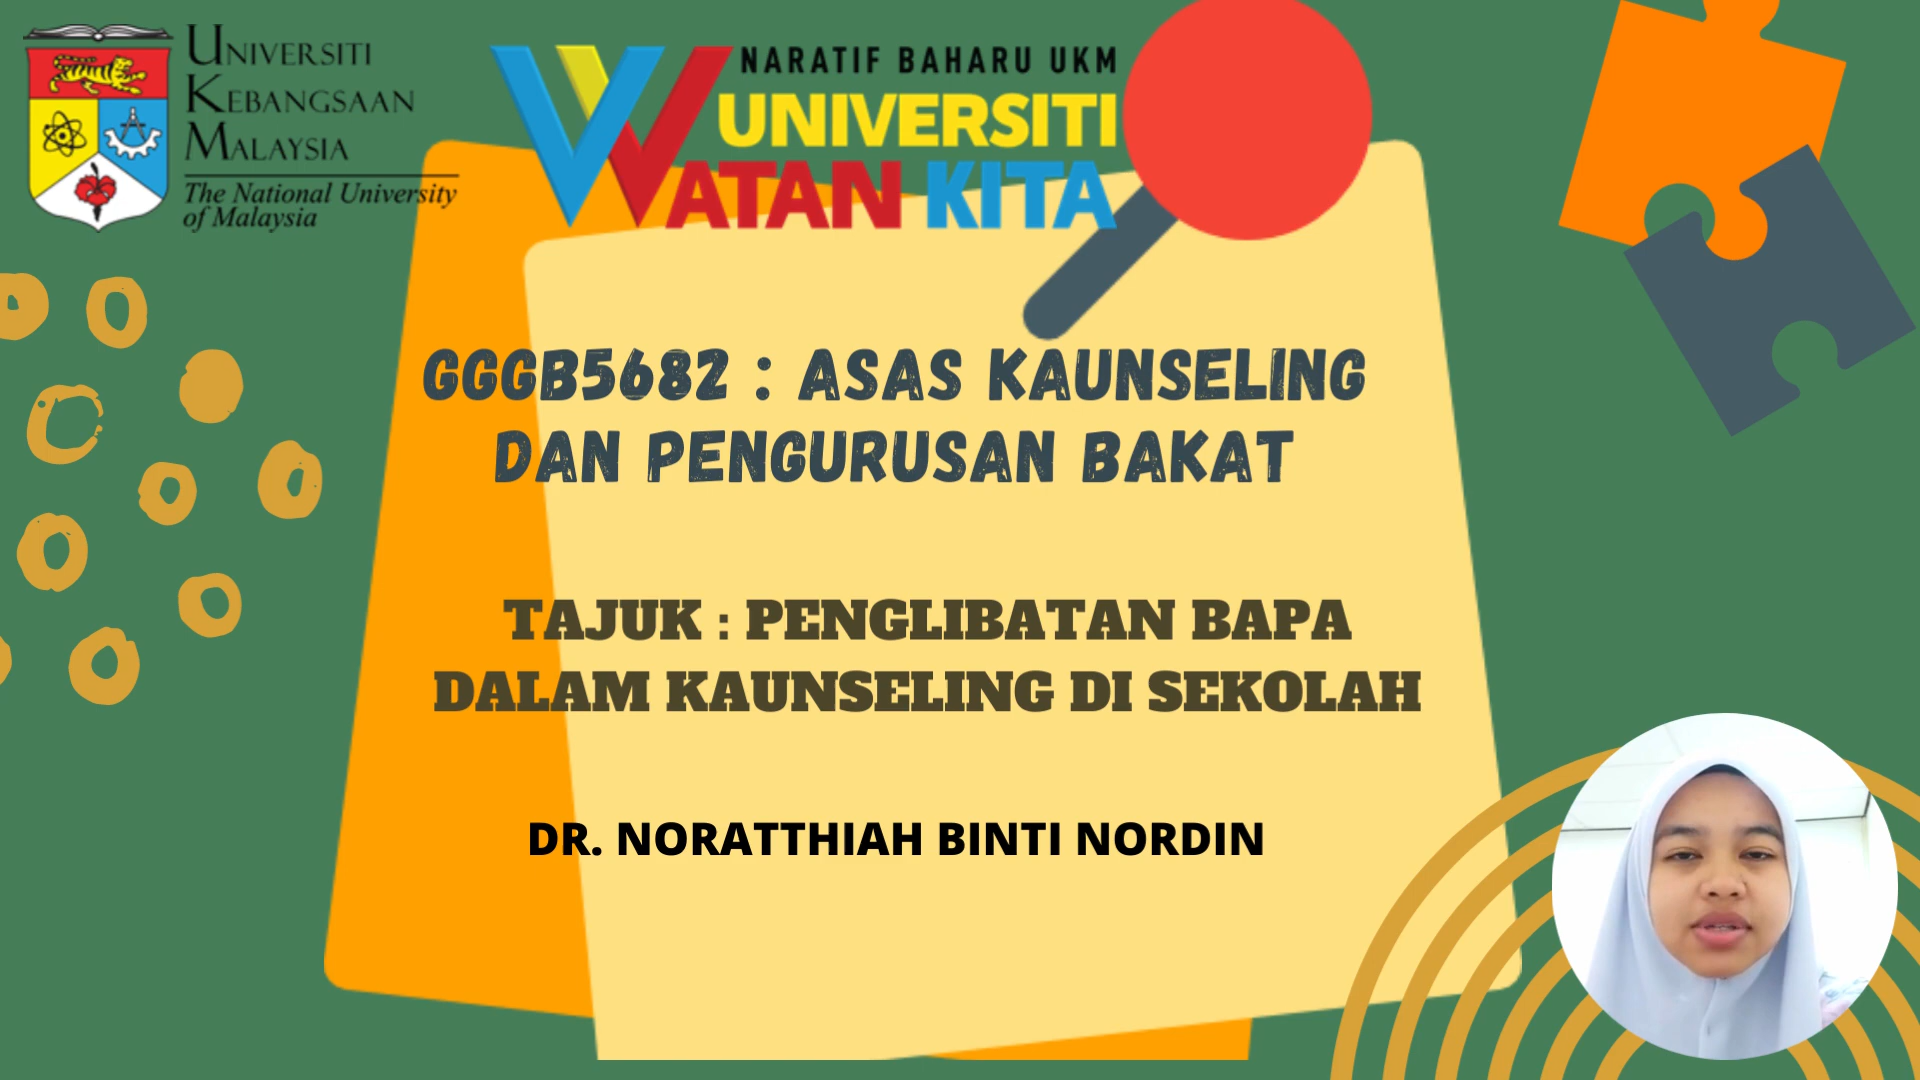 UNIVERSITI
KEBANGSAAN
MALAYSIA
The National University
of Malaysia
NARATIF BAHARU UKM
UNIVERSITI
WATAN KITA
GGGB5682 : ASAS KAUNSELING
DAN PENGURUSAN BAKAT
TAJUK : PENGLIBATAN BAPA
DALAM KAUNSELING DI SEKOLAH
DR. NORATTHIAH BINTI NORDIN